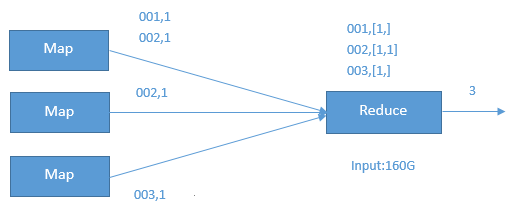 001,1
002,1
Map
002,1
Map
003,1
Map
001,[1,]
002,[1,1]
003,[1,]
Reduce
3
Input:160G